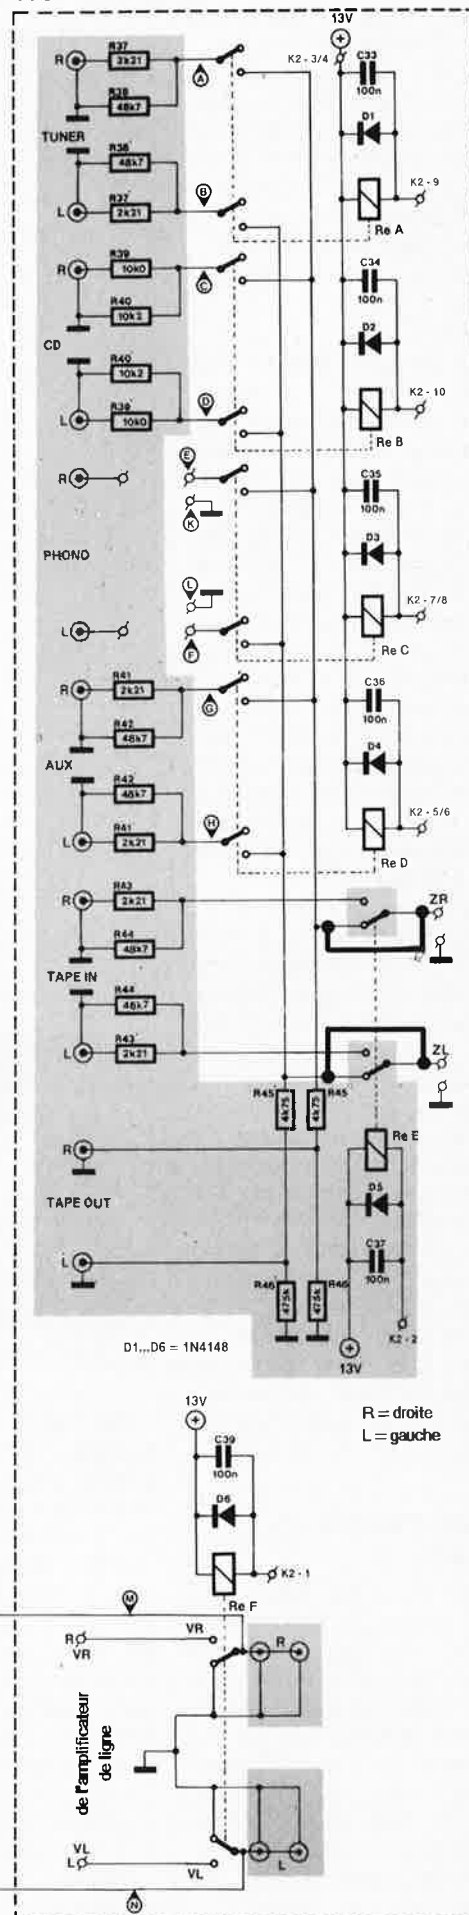 13V
K2 - 3/4
R
R37
2k21
R38
48k7
A
C33
100n
D1
TUNER
R38'
48k7
R37'
2k21
L
B
K2 - 9
Re A
R
R39
10k0
C
R40
10k2
C34
100n
CD
R40'
10k2
R39'
10k0
L
D
D2
K2 - 10
Re B
R
E
K
C35
100n
PHONO
D3
L
L
F
K2 - 7/8
Re C
R
R41
2k21
G
R42
48k7
C36
100n
AUX
R42'
48k7
R41'
2k21
L
H
D4
K2 - 5/6
Re D
R
R43
2k21
ZR
R44
48k7
TAPE IN
R44'
48k7
R43'
2k21
L
ZL
R45'
4k75
R45
4k75
R
Re E
D5
TAPE OUT
L
C37
100n
R46'
475k
R46
475k
K2 - 2
13V
D1...D6 = 1N4148
R = droite
L = gauche
13V
C39
100n
D6
K2 - 1
Re F
M
R
VR
VR
R
de l'amplificateur
de ligne
VL
L
VL
L
N